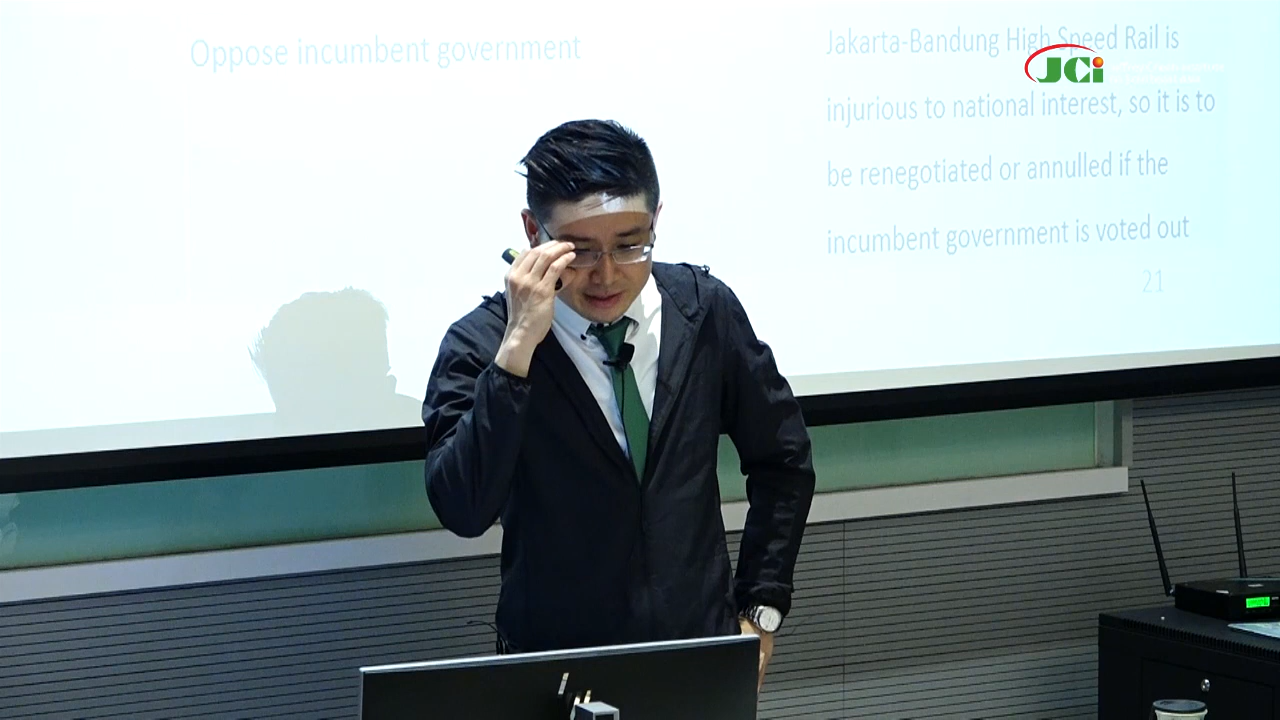 Oppose incumbent government
Jakarta-Bandung High Speed Rail is
injurious to national interest, so it is to
be renegotiated or annulled if the
incumbent government is voted out
21
JCi